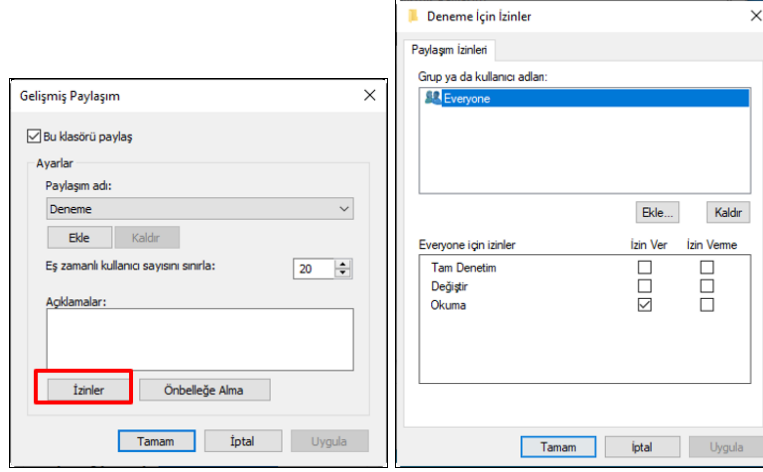 Gelişmiş Paylaşım
Bu klasörü paylaş
Ayarlar
Paylaşım adı:
Deneme
Ekle
Kaldır
Eş zamanlı kullanıcı sayısını sınırla:
20
Açıklamalar:
İzinler
Önbelleğe Alma
Tamam
İptal
Uygula
Deneme İçin İzinler
Paylaşım İzinleri
Grup ya da kullanıcı adları:
Everyone
Ekle...
Kaldır
Everyone için izinler İzin Ver İzin Verme
Tam Denetim
Değiştir
Okuma
Tamam
İptal
Uygula